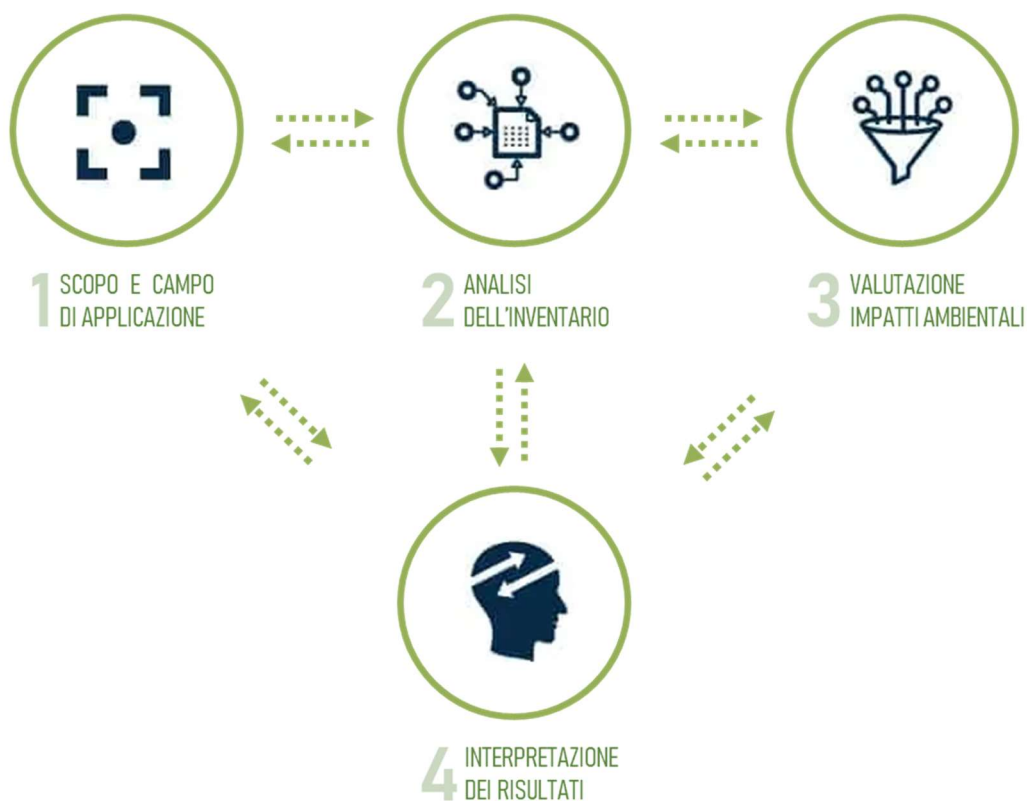 1 SCOPO E CAMPO
DI APPLICAZIONE
2 ANALISI
DELL'INVENTARIO
3 VALUTAZIONE
IMPATTI AMBIENTALI
4 INTERPRETAZIONE
DEI RISULTATI